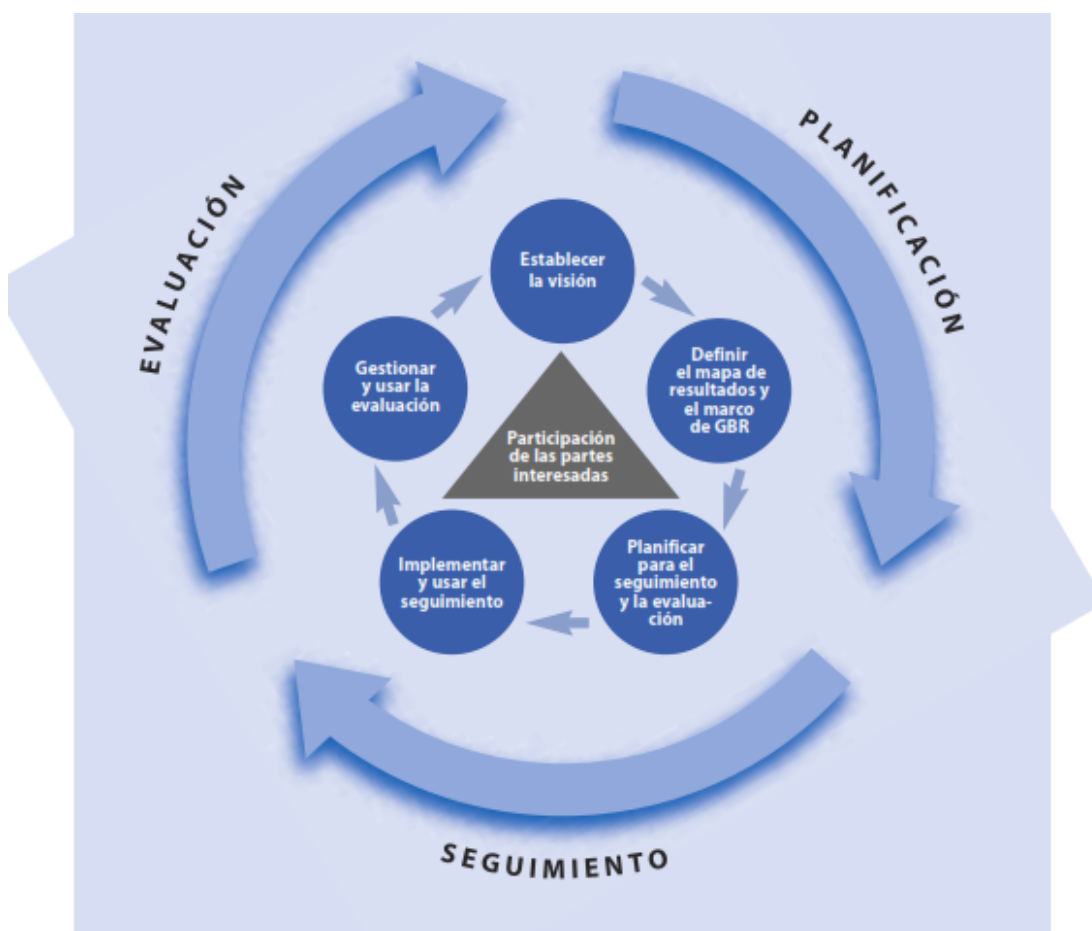 EVALUACIÓN
PLANIFICACIÓN
Establecer
la visión
Definir
el mapa de
resultados y
el marco
de GBR
Planificar
para el
seguimiento
y la evalua-
ción
Implementar
y usar el
seguimiento
Gestionar
y usar la
evaluación
Participación
de las partes
interesadas
SEGUIMIENTO